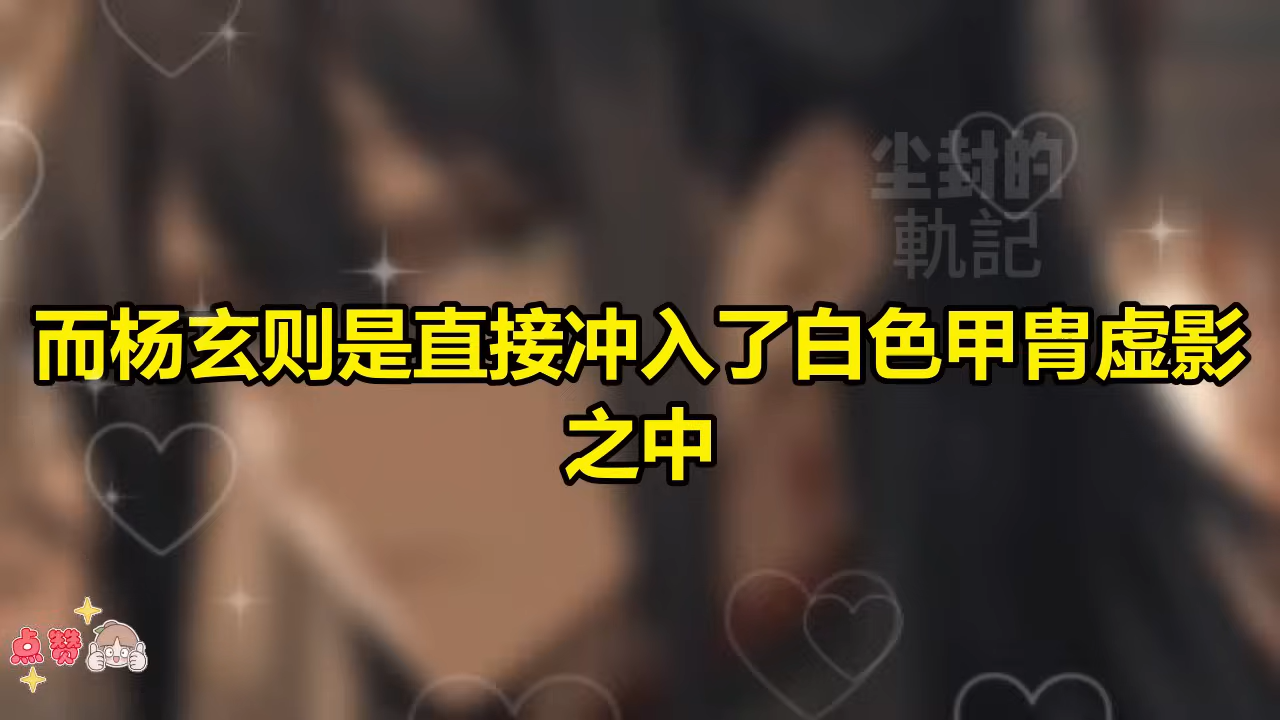 尘封的
軌記
而杨玄则是直接冲入了白色甲胄虚影
之中
点赞